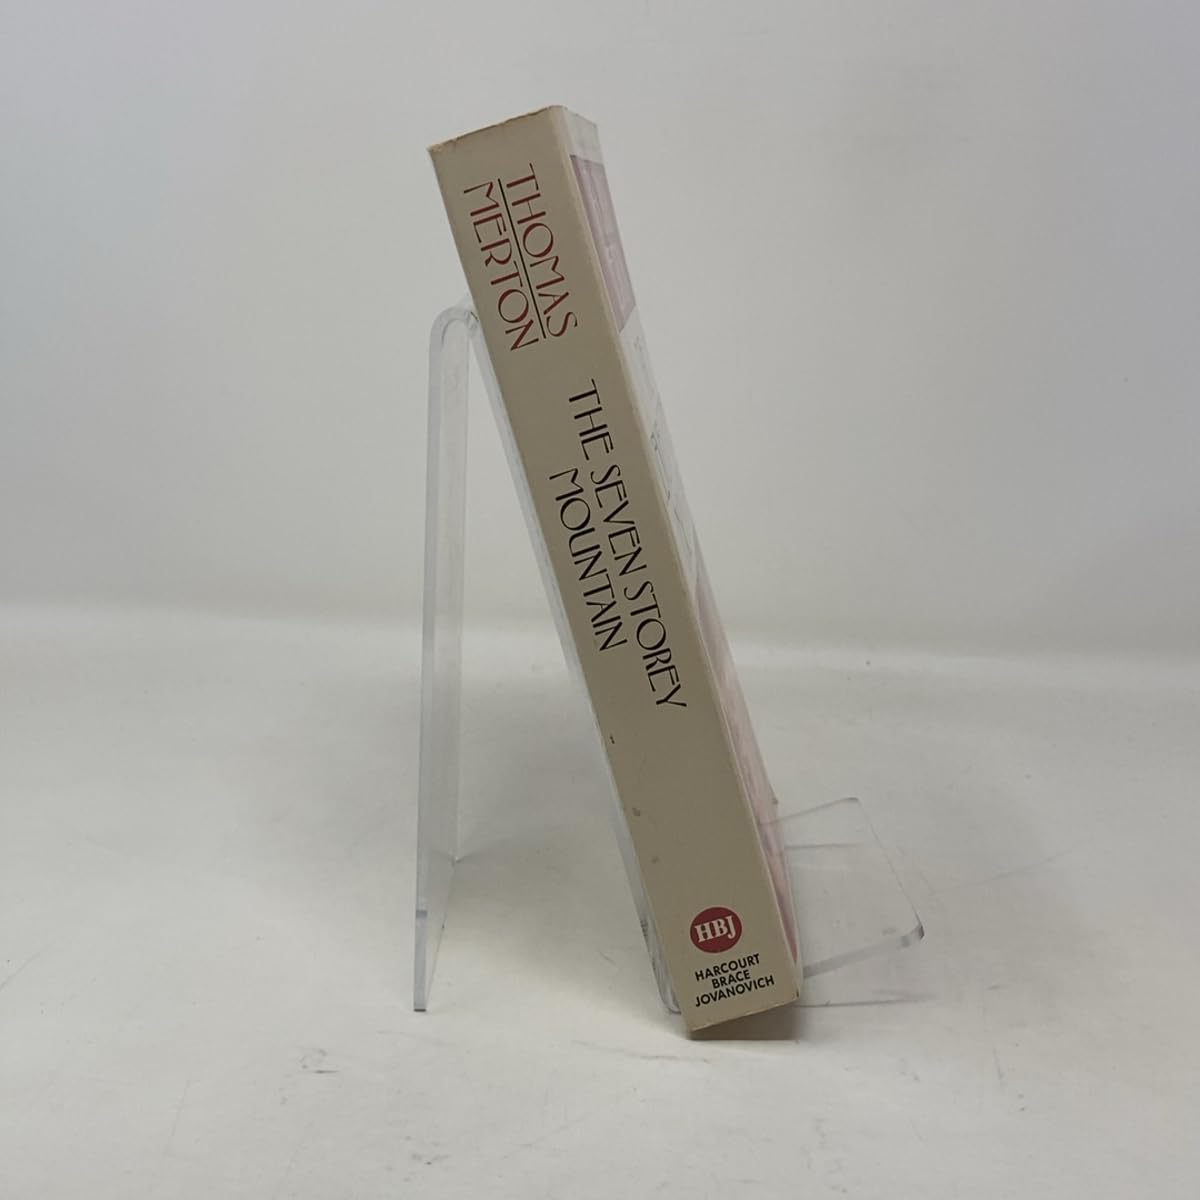 THOMAS
MERTON
THE SEVEN STOREY
MOUNTAIN
HBJ
HARCOURT
BRACE
JOVANOVICH